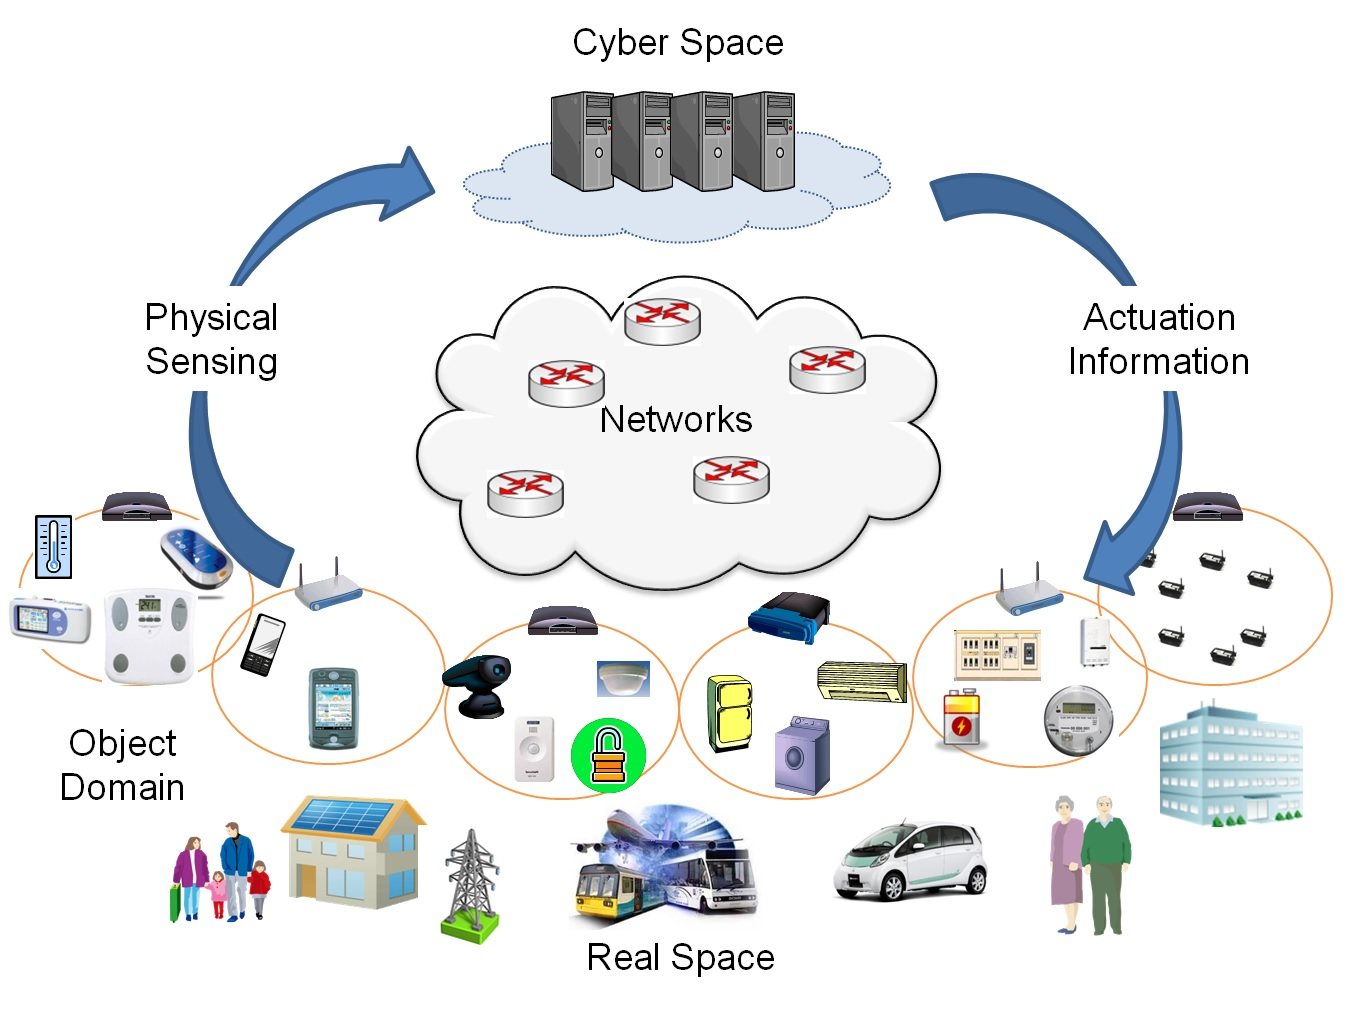 Cyber Space
Physical
Sensing
Actuation
Information
Networks
Object
Domain
Real Space